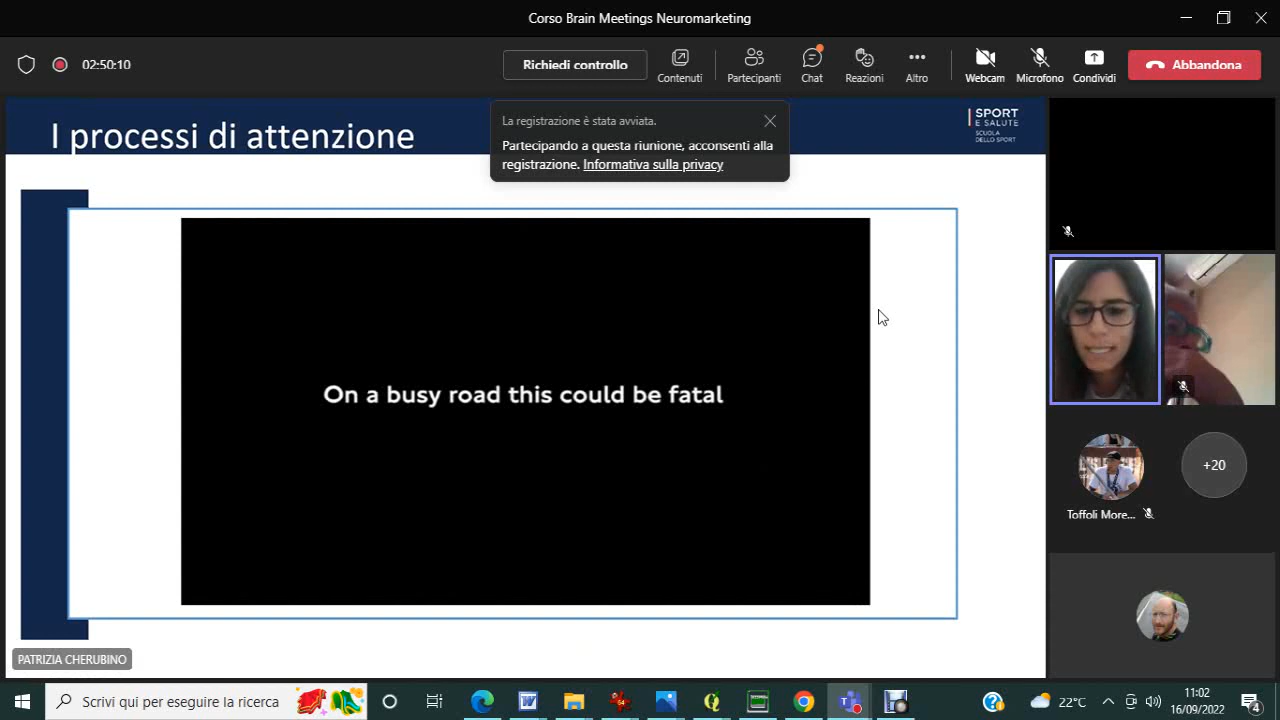 Corso Brain Meetings Neuromarketing
02:50:10
Richiedi controllo
Contenuti
Partecipanti
Chat
Reazioni
Altro
Webcam
Microfono
Condividi
Abbandona
I processi di attenzione
La registrazione è stata avviata.
Partecipando a questa riunione, acconsenti alla
registrazione. Informativa sulla privacy
SPORT
E SALUTE
SCUOLA
DELLO SPORT
On a busy road this could be fatal
+20
Toffoli More...
PATRIZIA CHERUBINO
Scrivi qui per eseguire la ricerca
22°C
11:02
16/09/2022
4